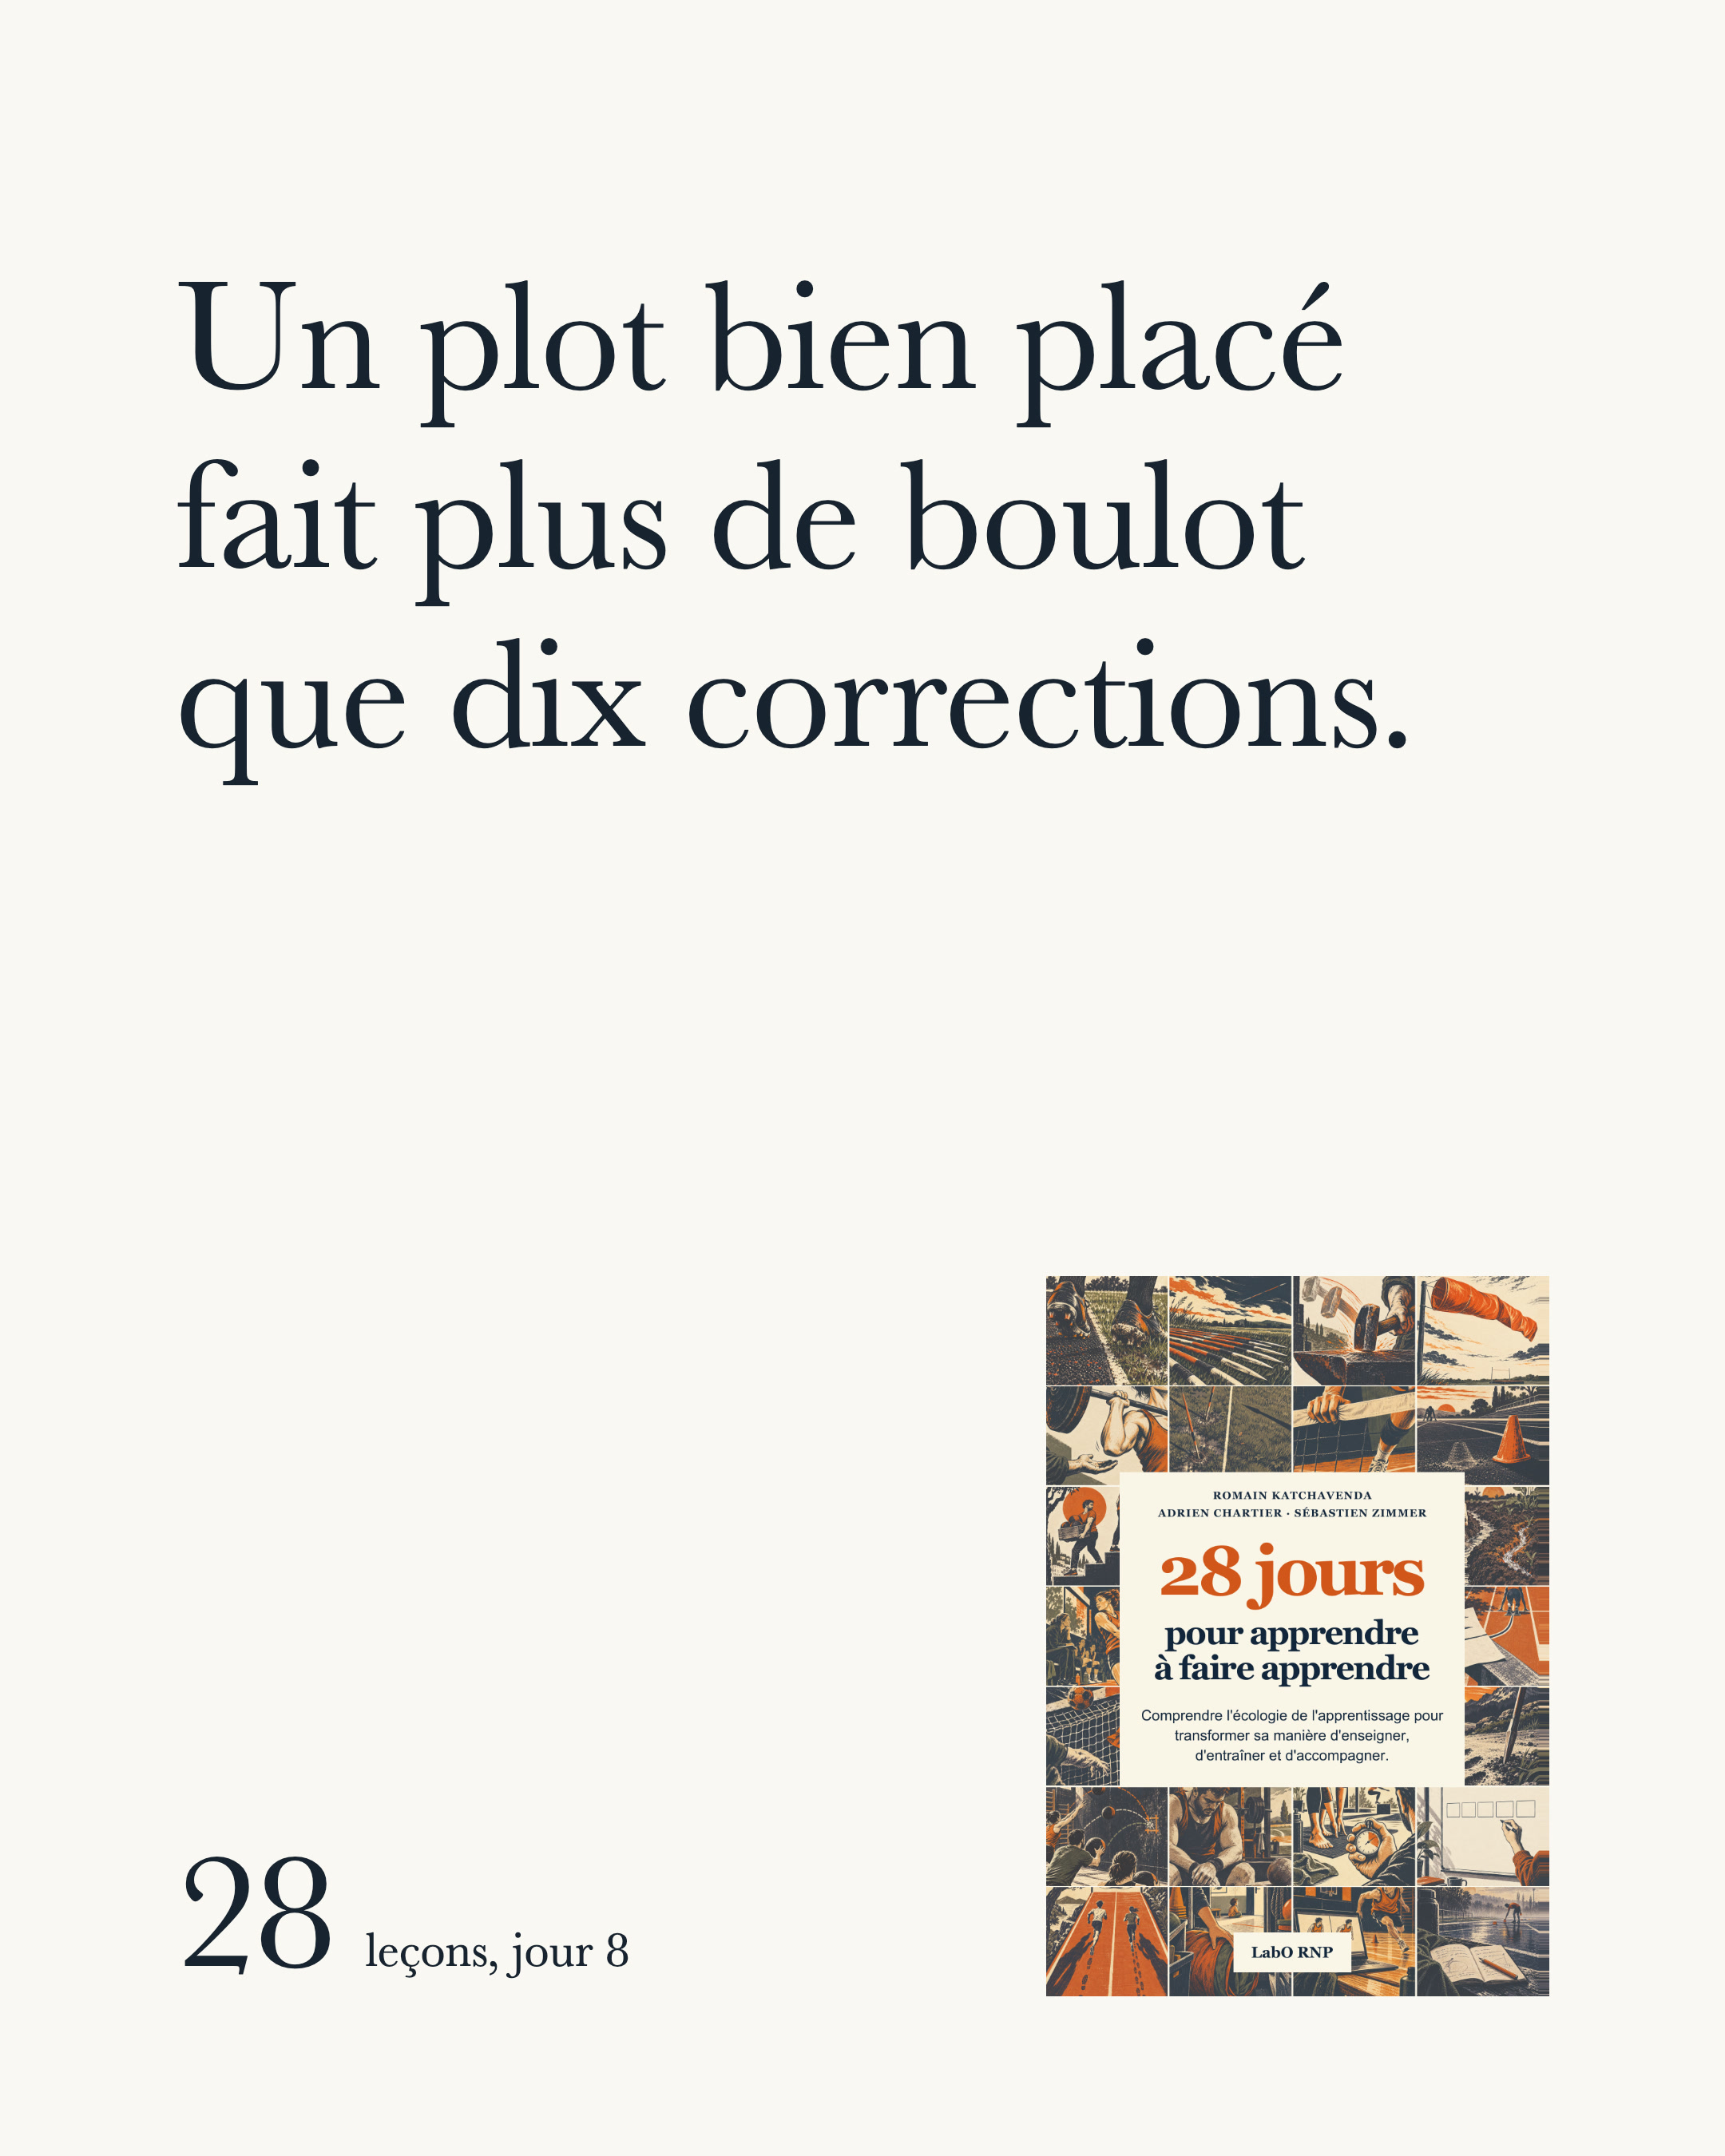 Un plot bien placé
fait plus de boulot
que dix corrections.
28 leçons, jour 8
ROMAIN KATCHAVENDA
ADRIEN CHARTIER · SÉBASTIEN ZIMMER
28 jours
pour apprendre
à faire apprendre
Comprendre l'écologie de l'apprentissage pour
transformer sa manière d'enseigner,
d'entraîner et d'accompagner.
LabO RNP